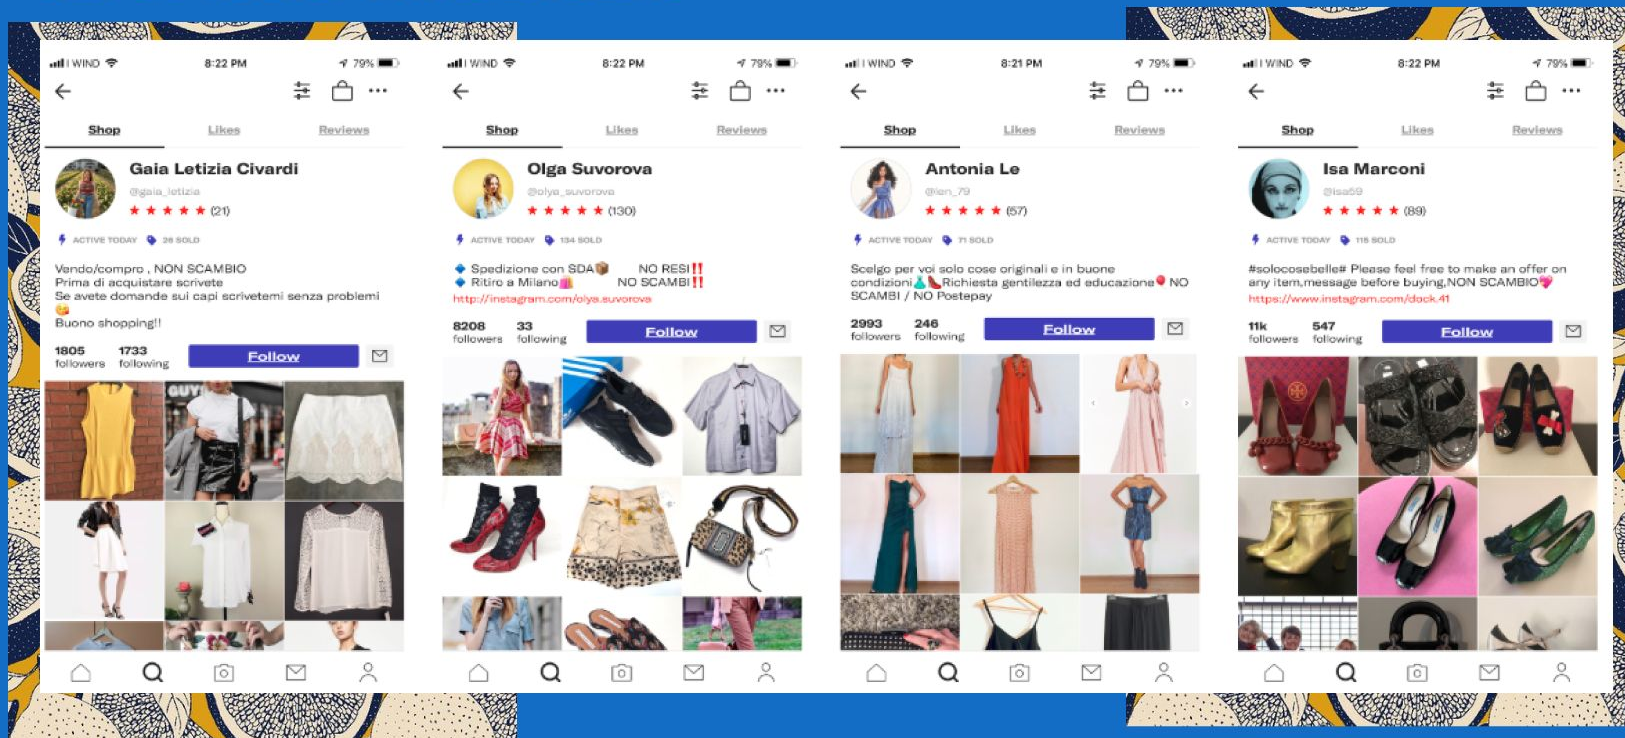 WIND 8:22 PM 79%
Shop Likes Reviews
Gaia Letizia Civardi
@gaia_letizia
(21)
ACTIVE TODAY 26 SOLD
Vendo/compro , NON SCAMBIO
Prima di acquistare scrivete
Se avete domande sui capi scrivetemi senza problemi
😘
Buono shopping!!
1805 1733
followers following
Follow
GUY
WIND 8:22 PM 79%
Shop Likes Reviews
Olga Suvorova
@olya_suvorova
(130)
ACTIVE TODAY 134 SOLD
🔹 Spedizione con SDA📦 NO RESI‼️
🔹 Ritiro a Milano🛍 NO SCAMBI‼️
http://instagram.com/olya.suvorova
8208 33
followers following
Follow
WIND 8:21 PM 79%
Shop Likes Reviews
Antonia Le
@len_79
(57)
ACTIVE TODAY 71 SOLD
Scelgo per voi solo cose originali e in buone
condizioni👗👠Richiesta gentilezza ed educazione🎈NO
SCAMBI / NO Postepay
2993 246
followers following
Follow
WIND 8:22 PM 79%
Shop Likes Reviews
Isa Marconi
@isa59
(89)
ACTIVE TODAY 115 SOLD
#solocosebelle# Please feel free to make an offer on
any item,message before buying,NON SCAMBIO💖
https://www.instagram.com/dock.41
11k 547
followers following
Follow